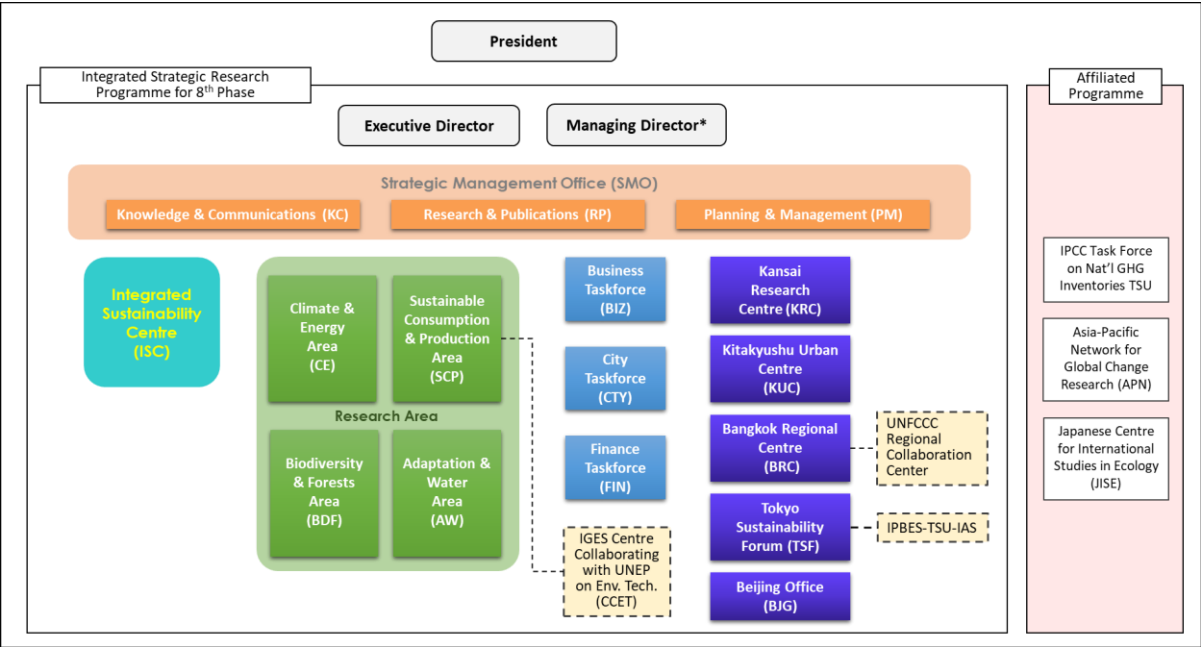 President
Integrated Strategic Research
Programme for 8th Phase
Affiliated
Programme
Executive Director
Managing Director*
Strategic Management Office (SMO)
Knowledge & Communications (KC)
Research & Publications (RP)
Planning & Management (PM)
Integrated
Sustainability
Centre
(ISC)
Climate &
Energy
Area
(CE)
Sustainable
Consumption
& Production
Area
(SCP)
Research Area
Biodiversity
& Forests
Area
(BDF)
Adaptation &
Water
Area
(AW)
Business
Taskforce
(BIZ)
City
Taskforce
(CTY)
Finance
Taskforce
(FIN)
IGES Centre
Collaborating
with UNEP
on Env. Tech.
(CCET)
Kansai
Research
Centre (KRC)
Kitakyushu Urban
Centre
(KUC)
Bangkok Regional
Centre
(BRC)
Tokyo
Sustainability
Forum (TSF)
Beijing Office
(BJG)
UNFCCC
Regional
Collaboration
Center
IPBES-TSU-IAS
IPCC Task Force
on Nat’l GHG
Inventories TSU
Asia-Pacific
Network for
Global Change
Research (APN)
Japanese Centre
for International
Studies in Ecology
(JISE)